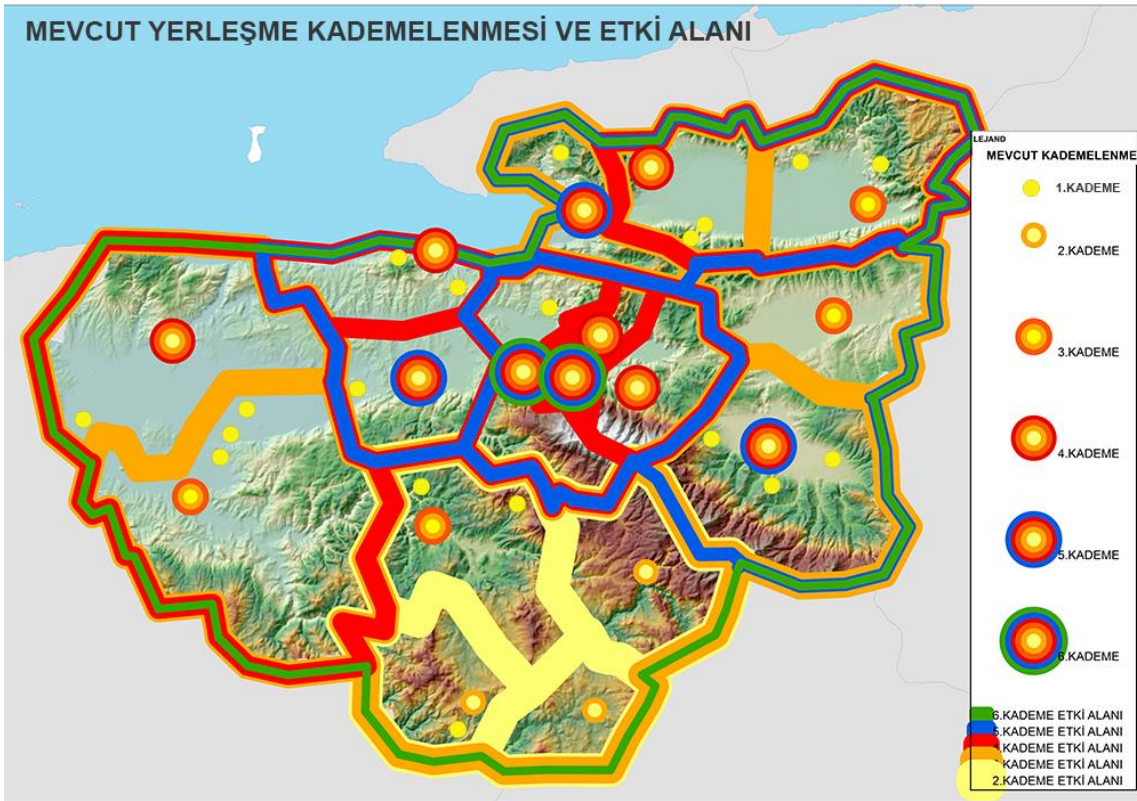 MEVCUT YERLEŞME KADEMELENMESİ VE ETKİ ALANI
LEJAND
MEVCUT KADEMELENME
1.KADEME
2.KADEME
3.KADEME
4.KADEME
5.KADEME
6.KADEME
6.KADEME ETKİ ALANI
5.KADEME ETKİ ALANI
4.KADEME ETKİ ALANI
KADEME ETKİ ALANI
2.KADEME ETKİ ALANI